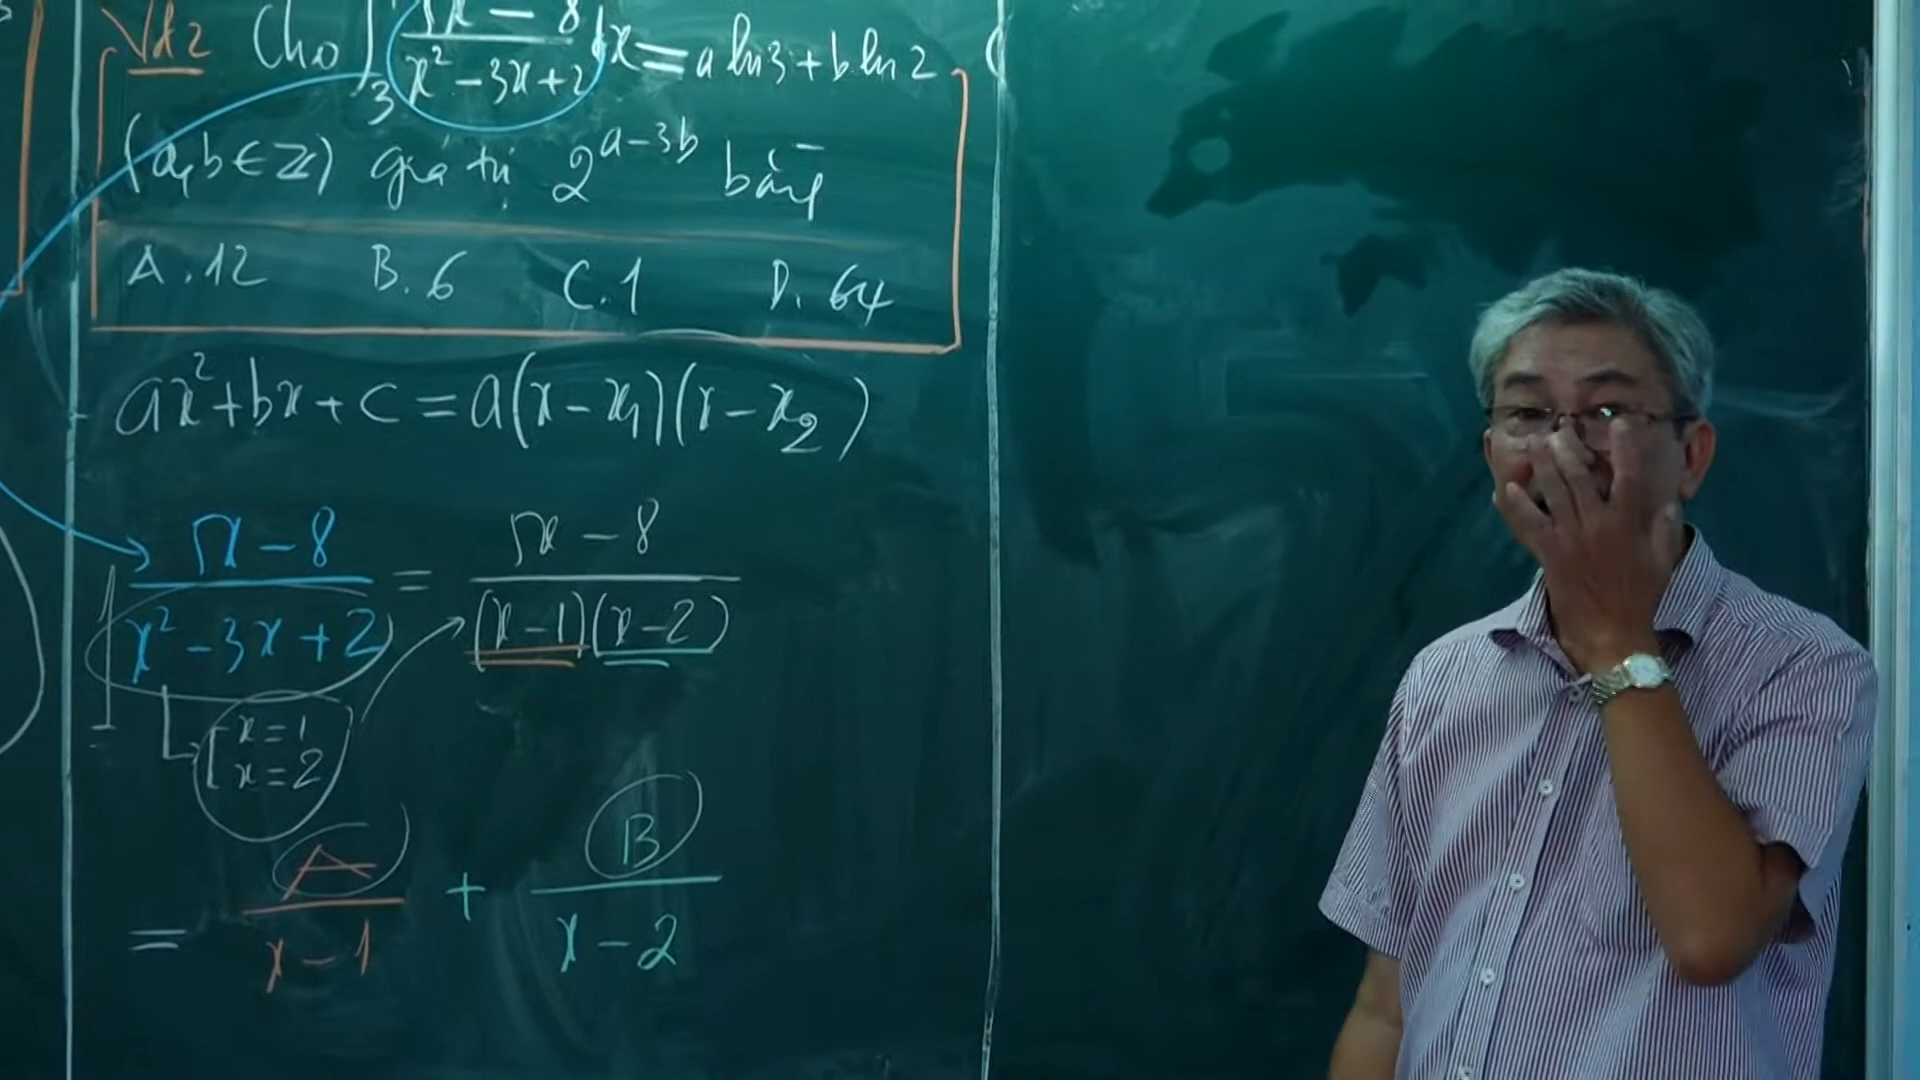 Vd2 Cho ∫₃ (5x − 8)/(x² − 3x + 2) dx = a ln3 + b ln2
(a, b ∈ ℤ) giá trị 2^(a−3b) bằng
A. 12 B. 6 C. 1 D. 64
ax² + bx + c = a(x − x₁)(x − x₂)
(5x − 8)/(x² − 3x + 2) = (5x − 8)/((x − 1)(x − 2))
[x = 1
x = 2
= A/(x − 1) + B/(x − 2)